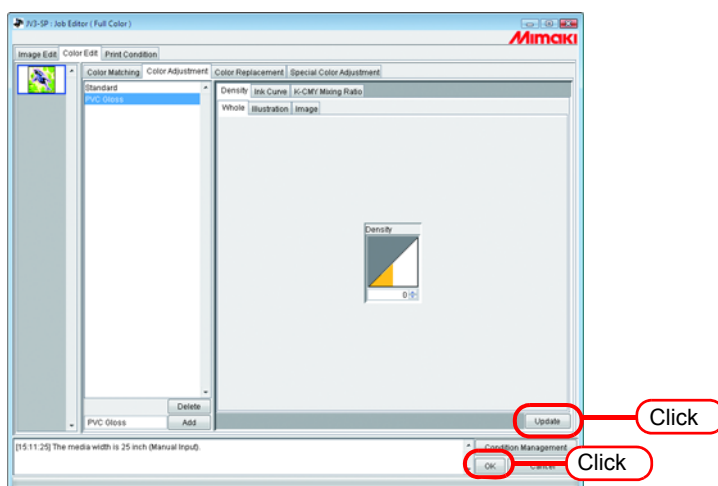 JV3-SP : Job Editor ( Full Color )
Mimaki
Image Edit Color Edit Print Condition
Color Matching Color Adjustment Color Replacement Special Color Adjustment
Standard
PVC Gloss
Density Ink Curve K-CMY Mixing Ratio
Whole Illustration Image
Density
0
Delete
PVC Gloss Add
Update
Click
[15:11:25] The media width is 25 inch (Manual Input).
Condition Management
OK Cancel
Click